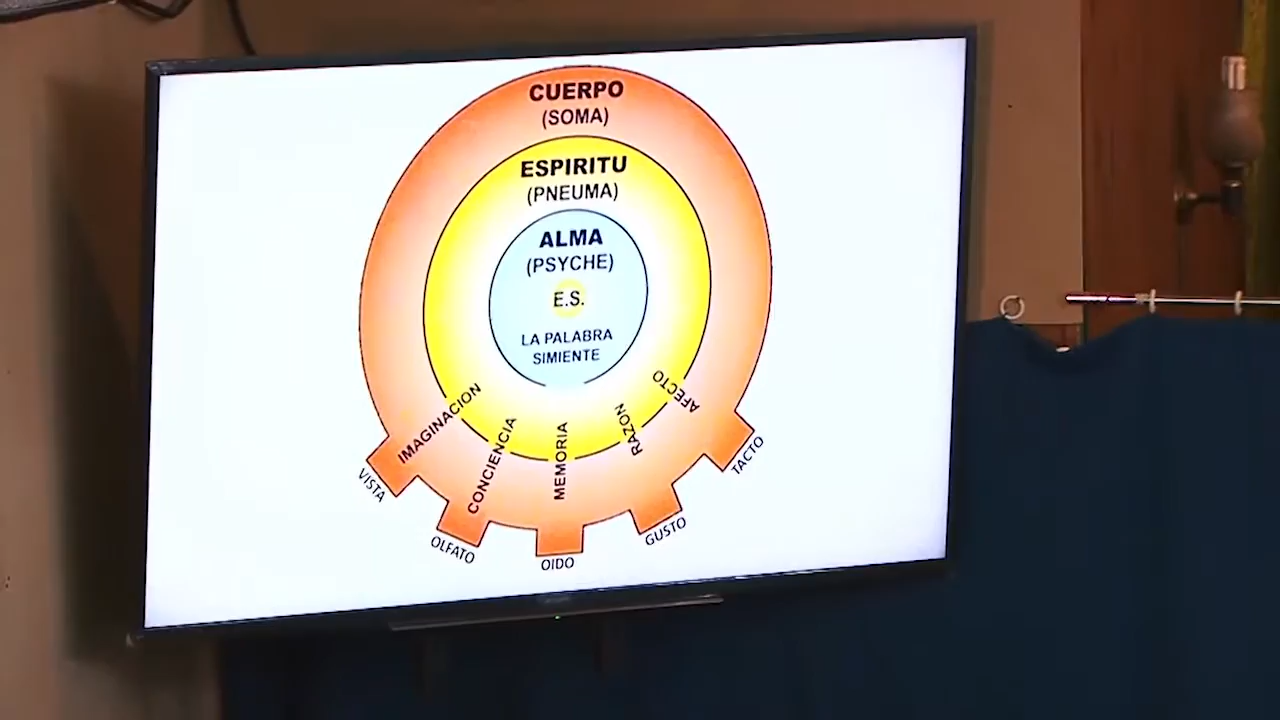 CUERPO
(SOMA)
ESPIRITU
(PNEUMA)
ALMA
(PSYCHE)
E.S.
LA PALABRA
SIMIENTE
IMAGINACION
CONCIENCIA
MEMORIA
RAZON
AFECTO
VISTA
OLFATO
OIDO
GUSTO
TACTO